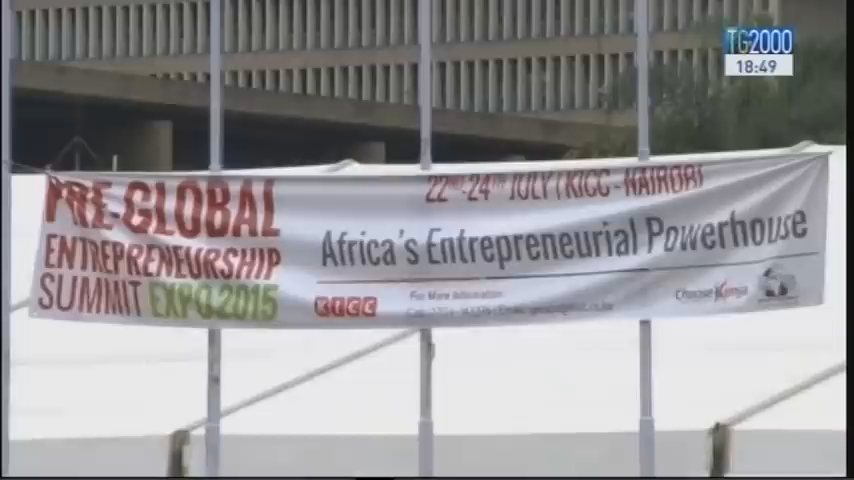 TG2000
18:49
PRE-GLOBAL
ENTREPRENEURSHIP
SUMMIT EXPO 2015
22ND-24TH JULY | KICC - NAIROBI
Africa's Entrepreneurial Powerhouse
KICC
For More Information
Choose Kenya